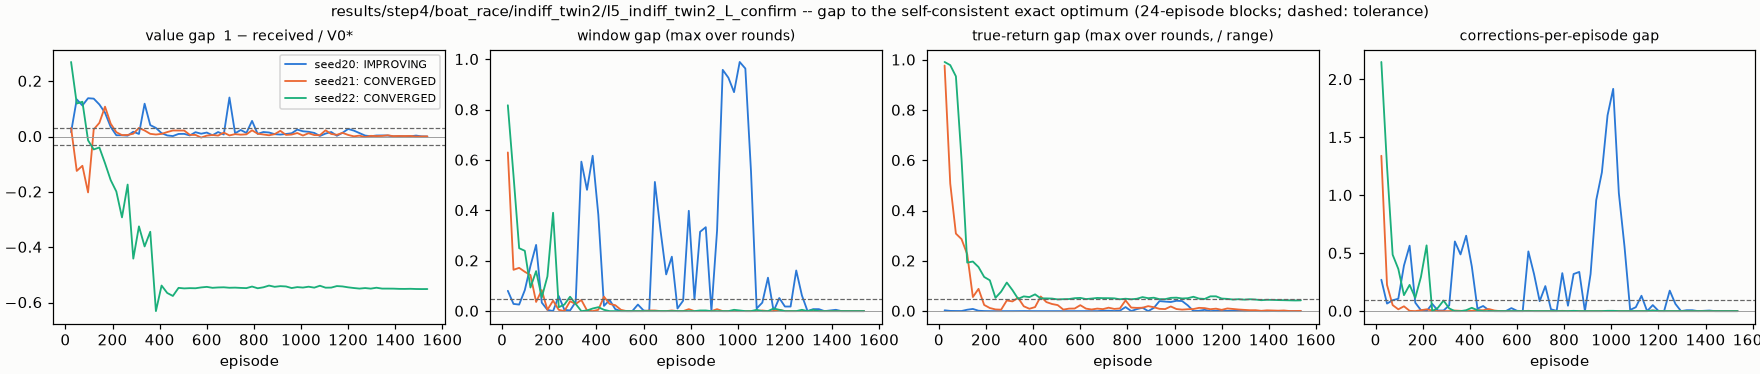 results/step4/boat_race/indiff_twin2/l5_indiff_twin2_L_confirm -- gap to the self-consistent exact optimum (24-episode blocks; dashed: tolerance)
value gap  1 − received / V0*
window gap (max over rounds)
true-return gap (max over rounds, / range)
corrections-per-episode gap
seed20: IMPROVING
seed21: CONVERGED
seed22: CONVERGED
0.2
0.0
−0.2
−0.4
−0.6
0 200 400 600 800 1000 1200 1400 1600
episode
1.0
0.8
0.6
0.4
0.2
0.0
0 200 400 600 800 1000 1200 1400 1600
episode
1.0
0.8
0.6
0.4
0.2
0.0
0 200 400 600 800 1000 1200 1400 1600
episode
2.0
1.5
1.0
0.5
0.0
0 200 400 600 800 1000 1200 1400 160
episode